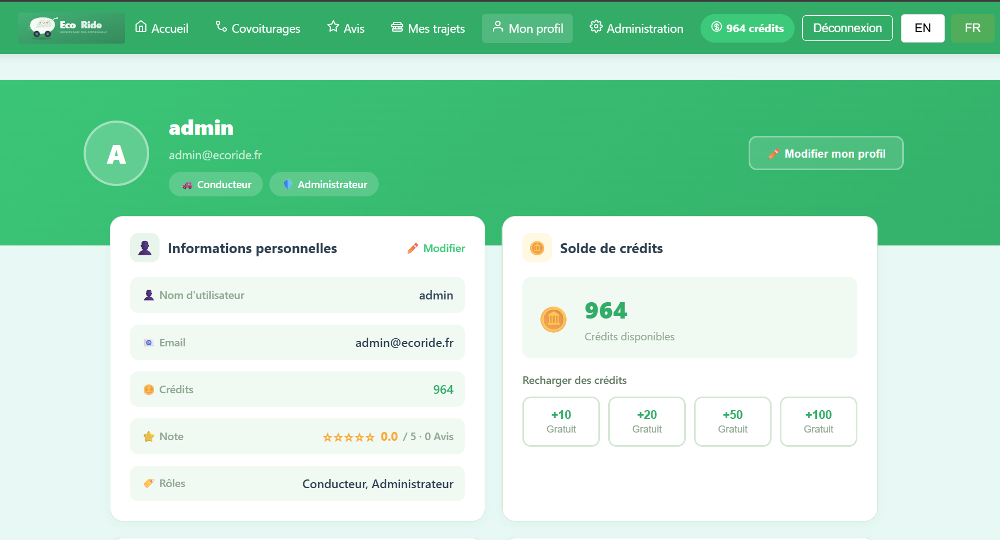 Eco Ride
Accueil
Covoiturages
Avis
Mes trajets
Mon profil
Administration
964 crédits
Déconnexion
EN
FR
A
admin
admin@ecoride.fr
Conducteur
Administrateur
Modifier mon profil
Informations personnelles
Modifier
Nom d'utilisateur
admin
Email
admin@ecoride.fr
Crédits
964
Note
0.0 / 5 · 0 Avis
Rôles
Conducteur, Administrateur
Solde de crédits
964
Crédits disponibles
Recharger des crédits
+10
Gratuit
+20
Gratuit
+50
Gratuit
+100
Gratuit